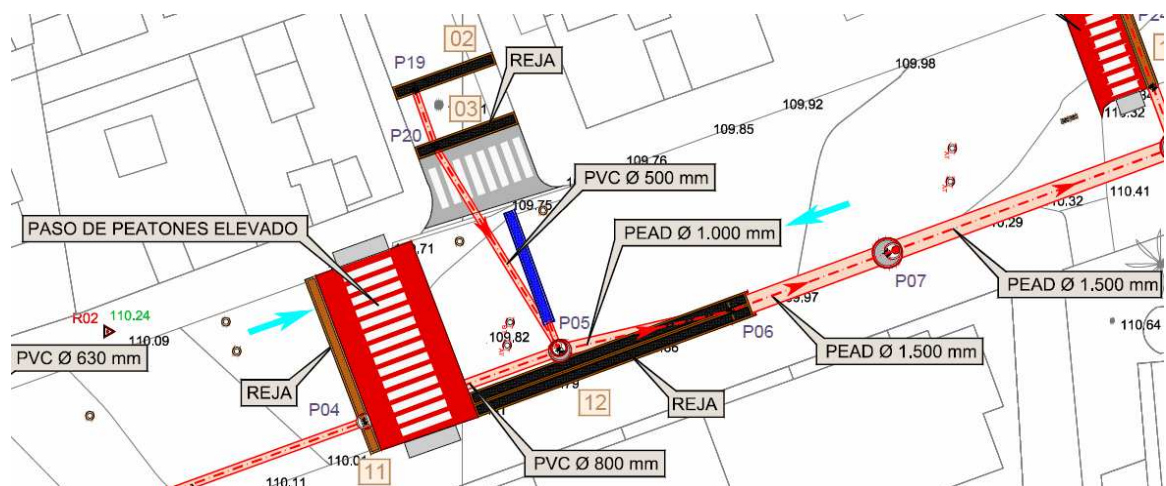 02
P19
REJA
03
P20
109.98
109.92
109.85
109.76
PVC Ø 500 mm
109.75
110.32
110.41
PASO DE PEATONES ELEVADO
PEAD Ø 1.000 mm
R02
110.24
110.09
PVC Ø 630 mm
REJA
P04
P05
109.82
P06
P07
PEAD Ø 1.500 mm
110.64
PEAD Ø 1.500 mm
12
REJA
PVC Ø 800 mm
11
110.11